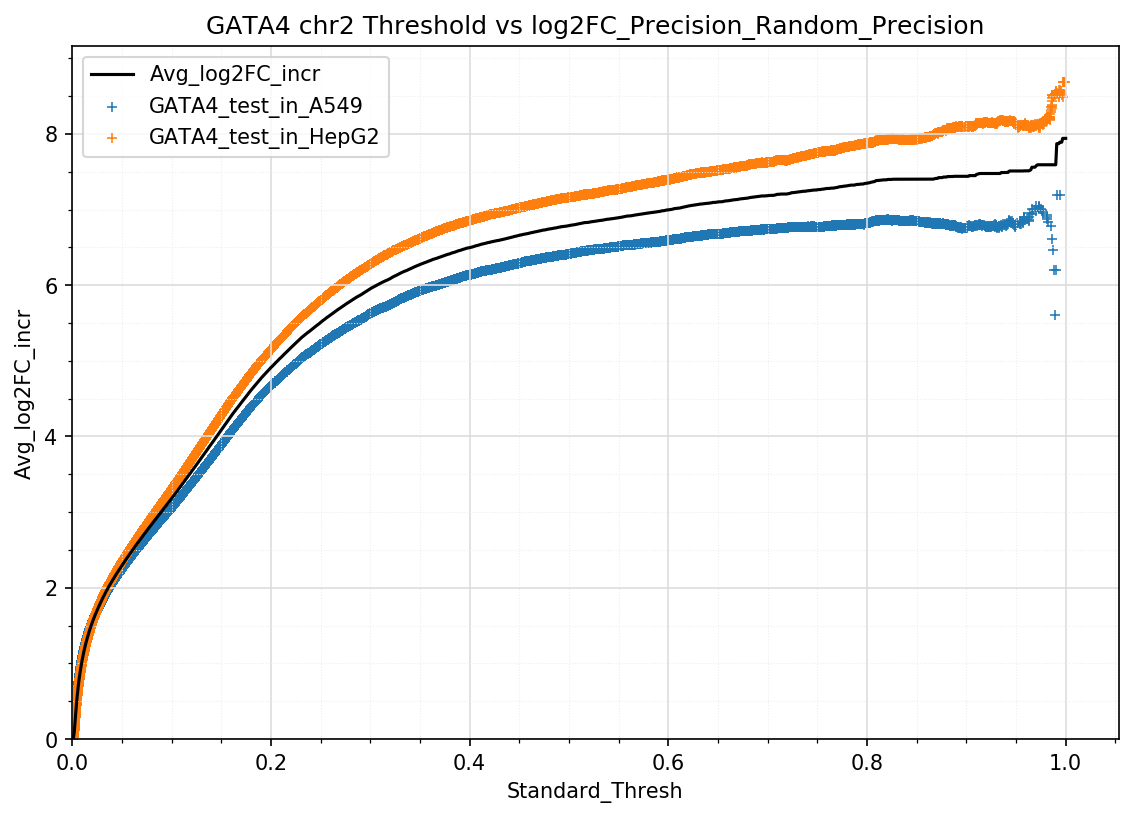 GATA4 chr2 Threshold vs log2FC_Precision_Random_Precision
Avg_log2FC_incr
GATA4_test_in_A549
GATA4_test_in_HepG2
Avg_log2FC_incr
8
6
4
2
0
0.0 0.2 0.4 0.6 0.8 1.0
Standard_Thresh